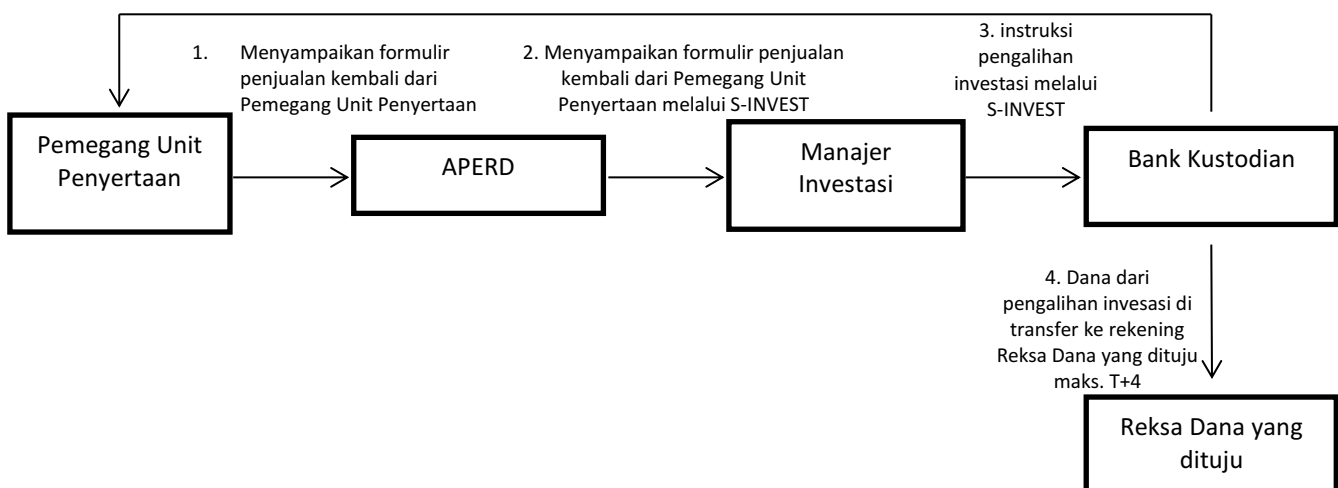 1. Menyampaikan formulir
penjualan kembali dari
Pemegang Unit Penyertaan
2. Menyampaikan formulir penjualan
kembali dari Pemegang Unit
Penyertaan melalui S-INVEST
3. instruksi
pengalihan
investasi melalui
S-INVEST
Pemegang Unit
Penyertaan
APERD
Manajer
Investasi
Bank Kustodian
4. Dana dari
pengalihan invesasi di
transfer ke rekening
Reksa Dana yang dituju
maks. T+4
Reksa Dana yang
dituju